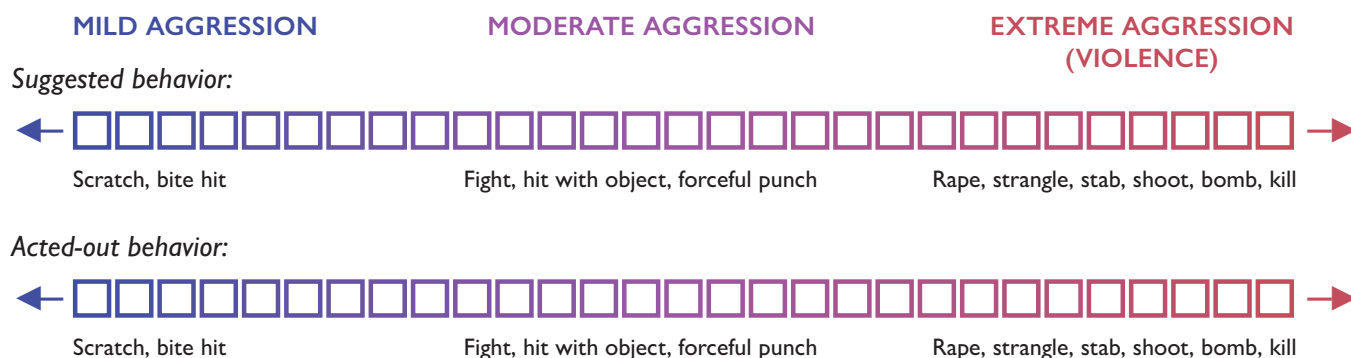 MILD AGGRESSION MODERATE AGGRESSION EXTREME AGGRESSION
(VIOLENCE)
Suggested behavior:
Scratch, bite hit Fight, hit with object, forceful punch Rape, strangle, stab, shoot, bomb, kill
Acted-out behavior:
Scratch, bite hit Fight, hit with object, forceful punch Rape, strangle, stab, shoot, bomb, kill